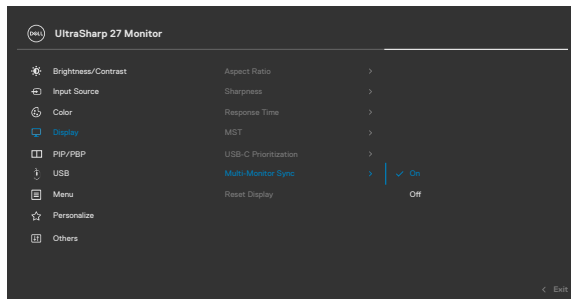 DELL UltraSharp 27 Monitor
Brightness/Contrast Aspect Ratio >
Input Source Sharpness >
Color Response Time >
Display MST >
PIP/PBP USB-C Prioritization >
USB Multi-Monitor Sync > ✓ On
Menu Reset Display Off
Personalize
Others
< Exit